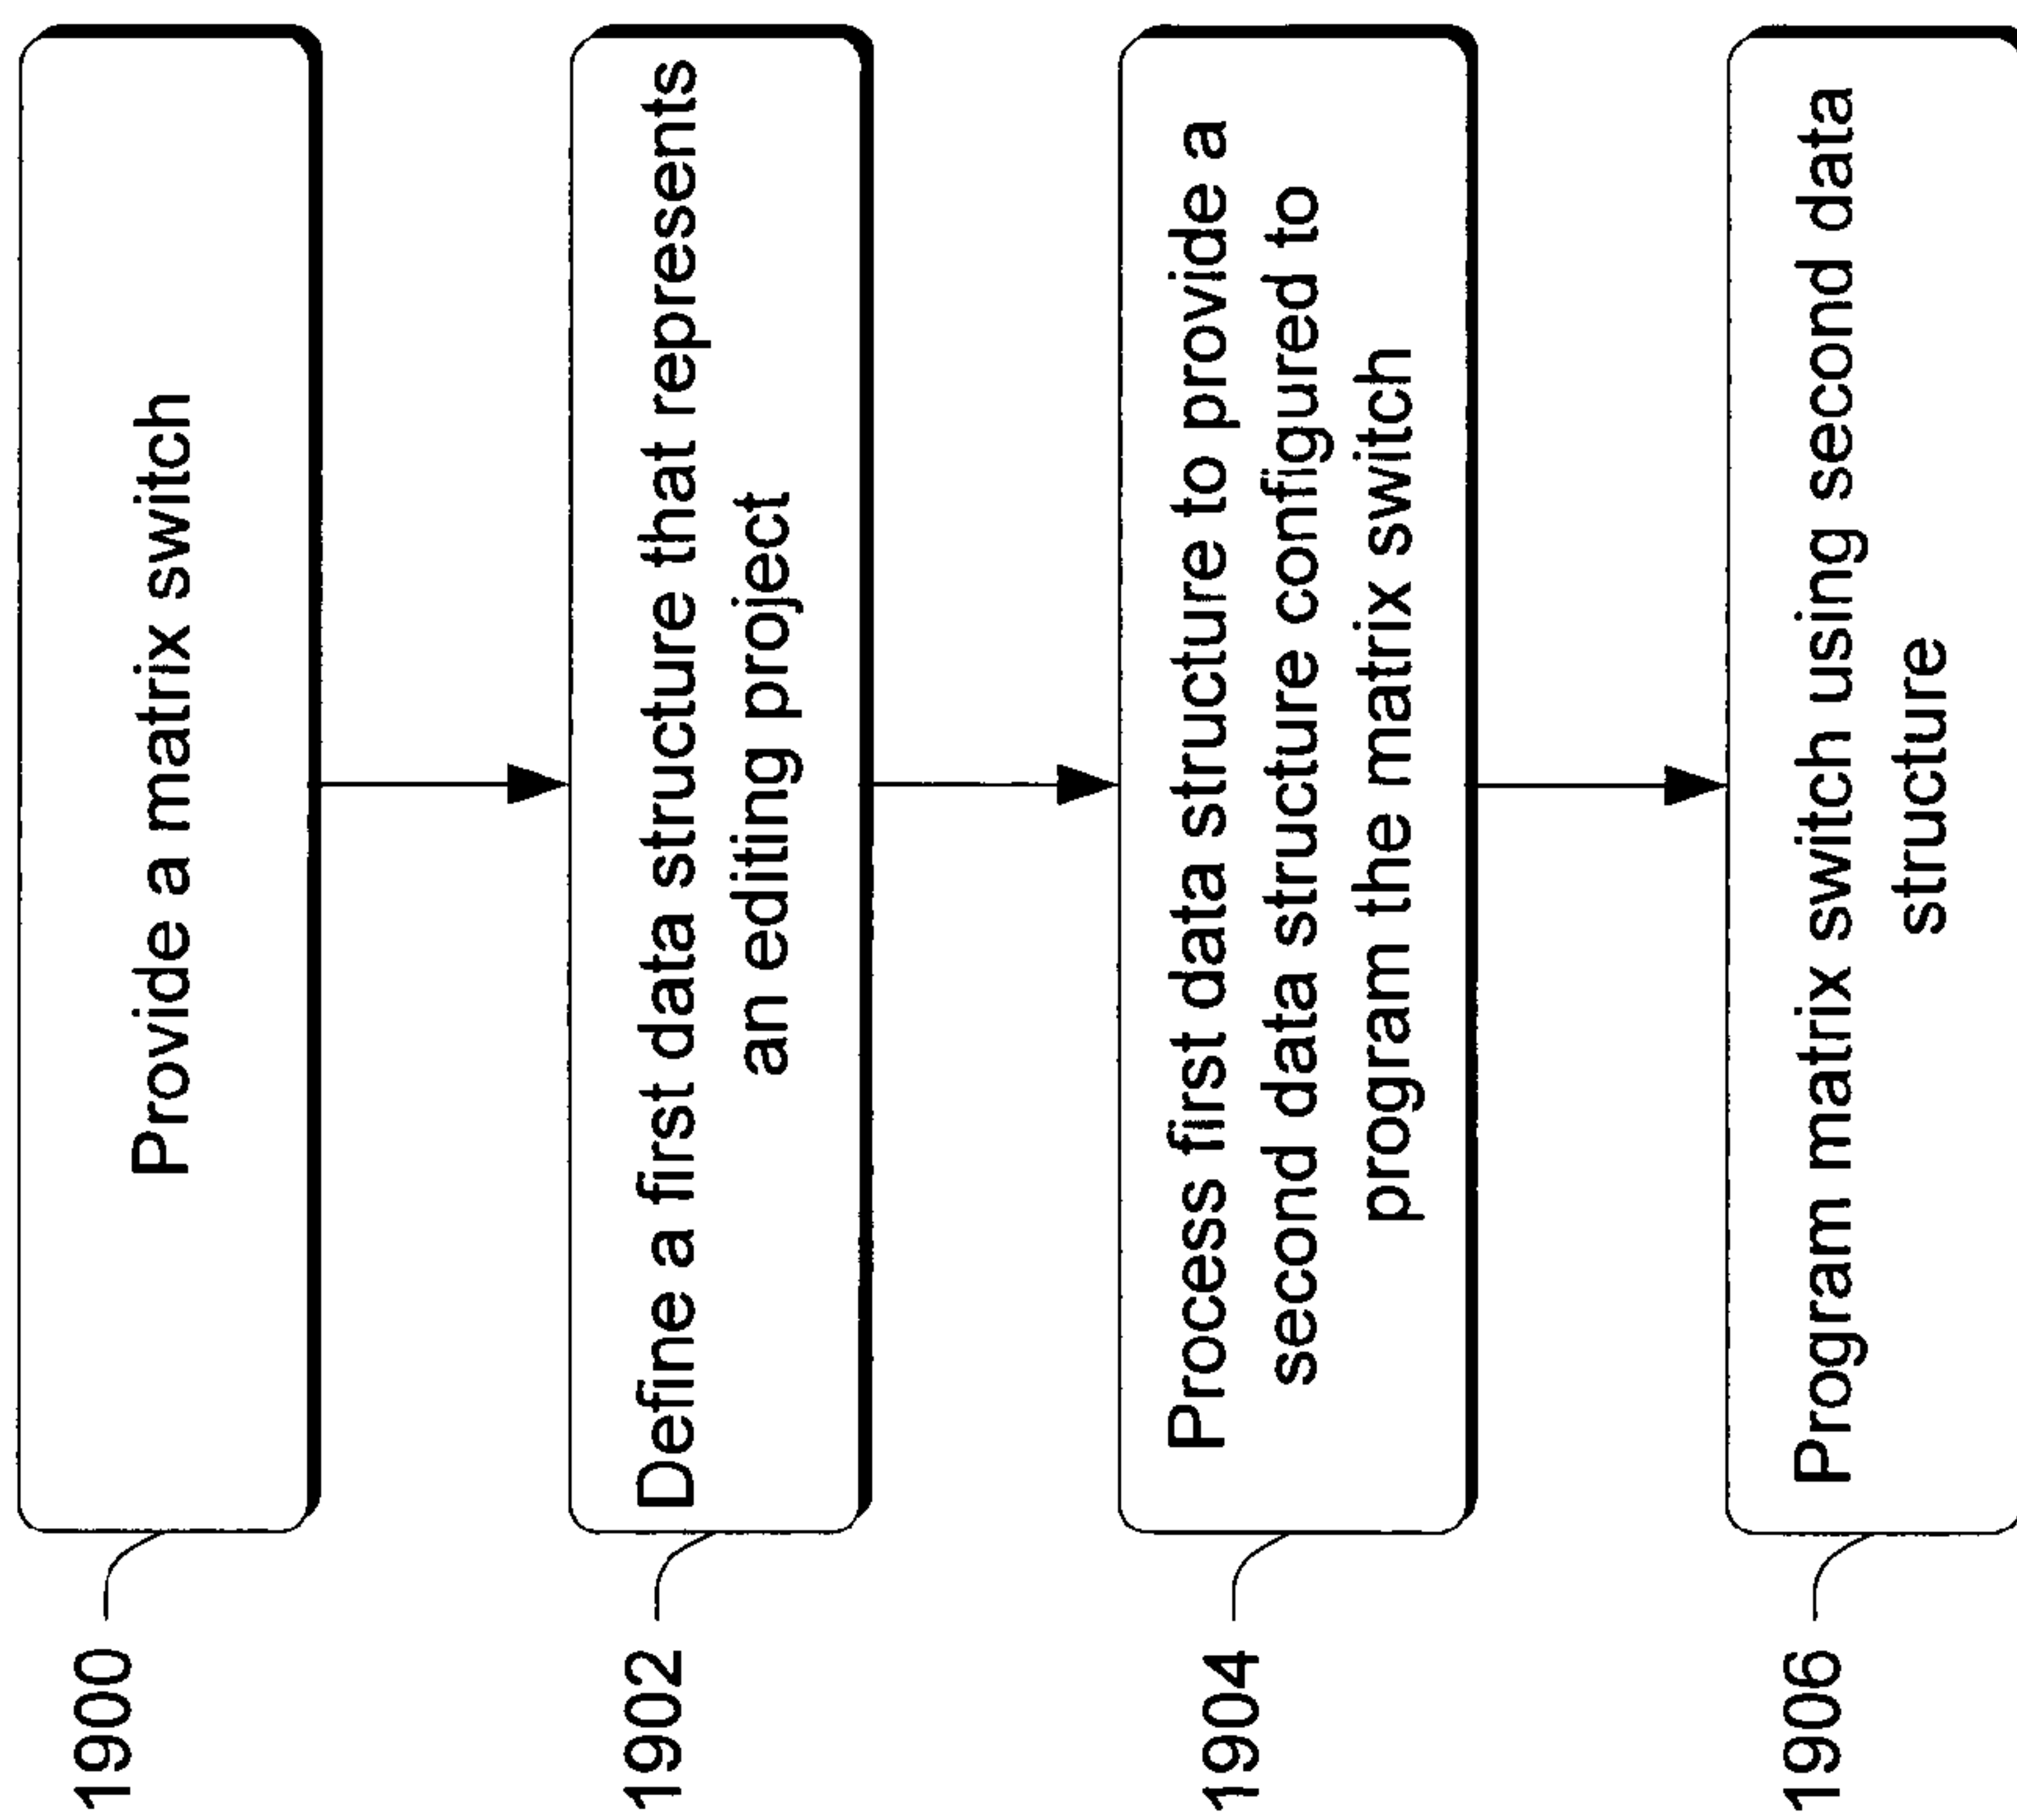 1900
Provide a matrix switch
1902
Define a first data structure that represents
an editing project
1904
Process first data structure to provide a
second data structure configured to
program the matrix switch
1906
Program matrix switch using second data
structure